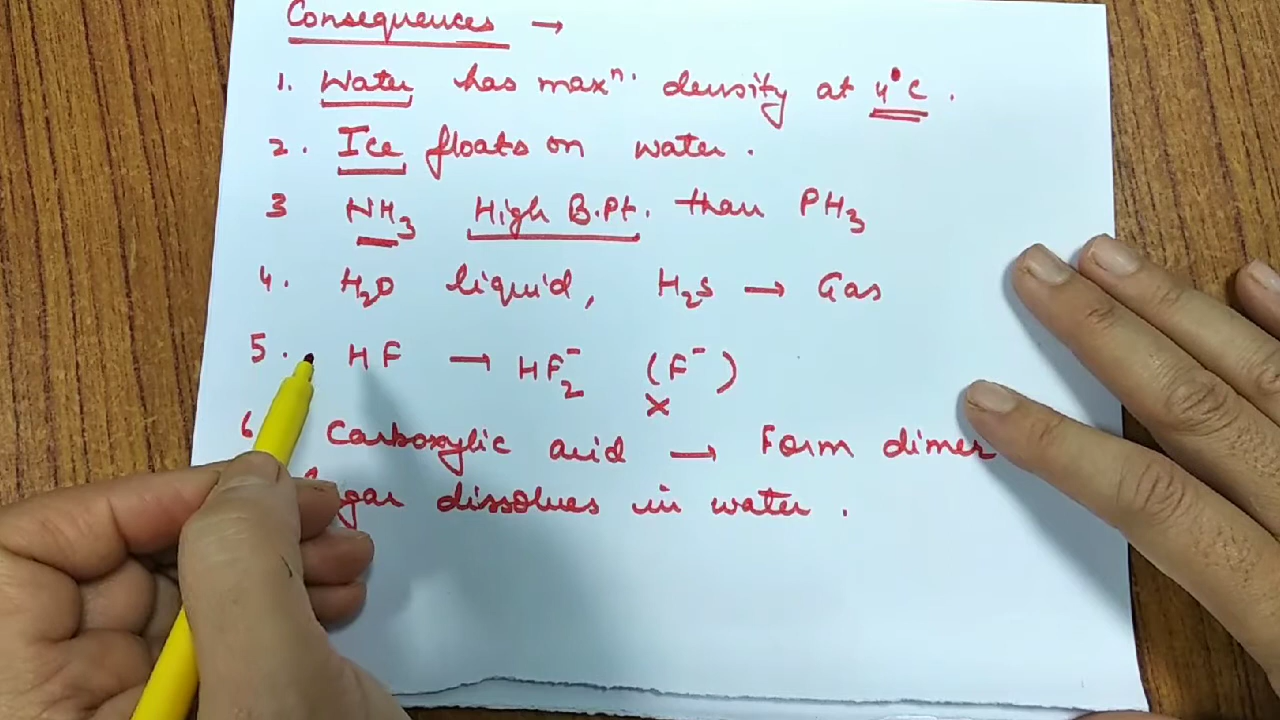 Consequences →
1. Water has maxⁿ. density at 4°C.
2. Ice floats on water.
3 NH₃ High B.Pt. than PH₃
4. H₂O liquid, H₂S → Gas
5. HF → HF₂⁻ (F⁻) x
6 Carboxylic acid → Form dimer
dissolves in water.